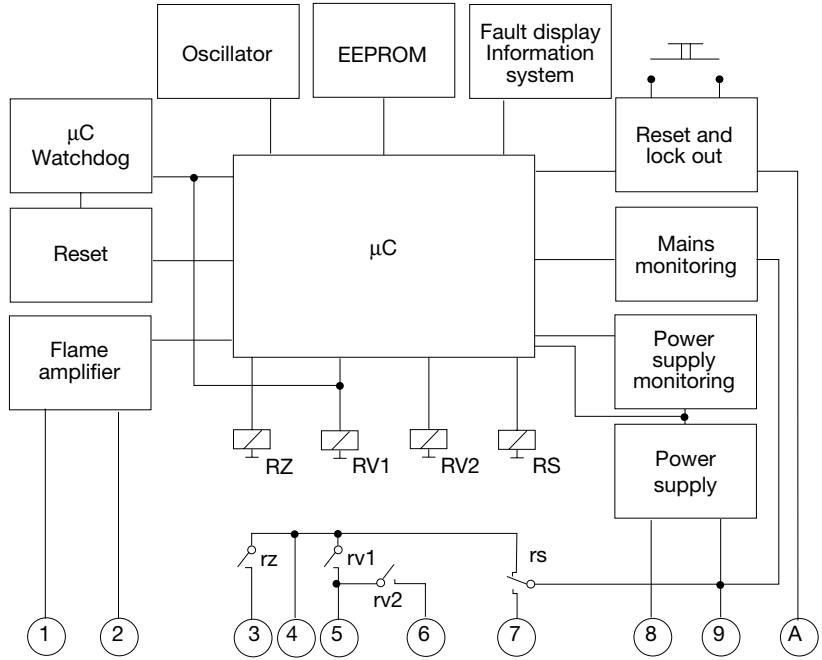 Oscillator
EEPROM
Fault display
Information
system
μC
Watchdog
Reset and
lock out
Reset
μC
Mains
monitoring
Flame
amplifier
Power
supply
monitoring
RZ
RV1
RV2
RS
Power
supply
rz
rv1
rv2
rs
1
2
3
4
5
6
7
8
9
A